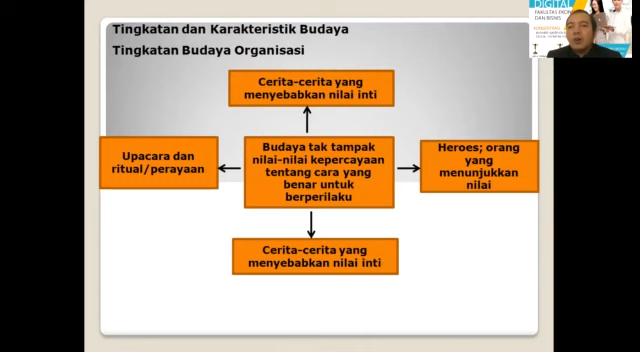 Tingkatan dan Karakteristik Budaya
Tingkatan Budaya Organisasi
Cerita-cerita yang
menyebabkan nilai inti
Upacara dan
ritual/perayaan
Budaya tak tampak
nilai-nilai kepercayaan
tentang cara yang
benar untuk
berperilaku
Heroes; orang
yang
menunjukkan
nilai
Cerita-cerita yang
menyebabkan nilai inti
DIGITAL
FAKULTAS EKONO
DAN BISNIS